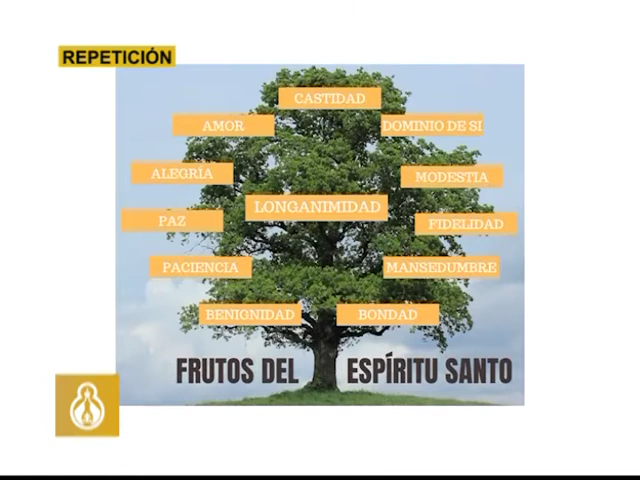 REPETICIÓN
CASTIDAD
AMOR
DOMINIO DE SI
ALEGRÍA
MODESTIA
LONGANIMIDAD
PAZ
FIDELIDAD
PACIENCIA
MANSEDUMBRE
BENIGNIDAD
BONDAD
FRUTOS DEL ESPÍRITU SANTO